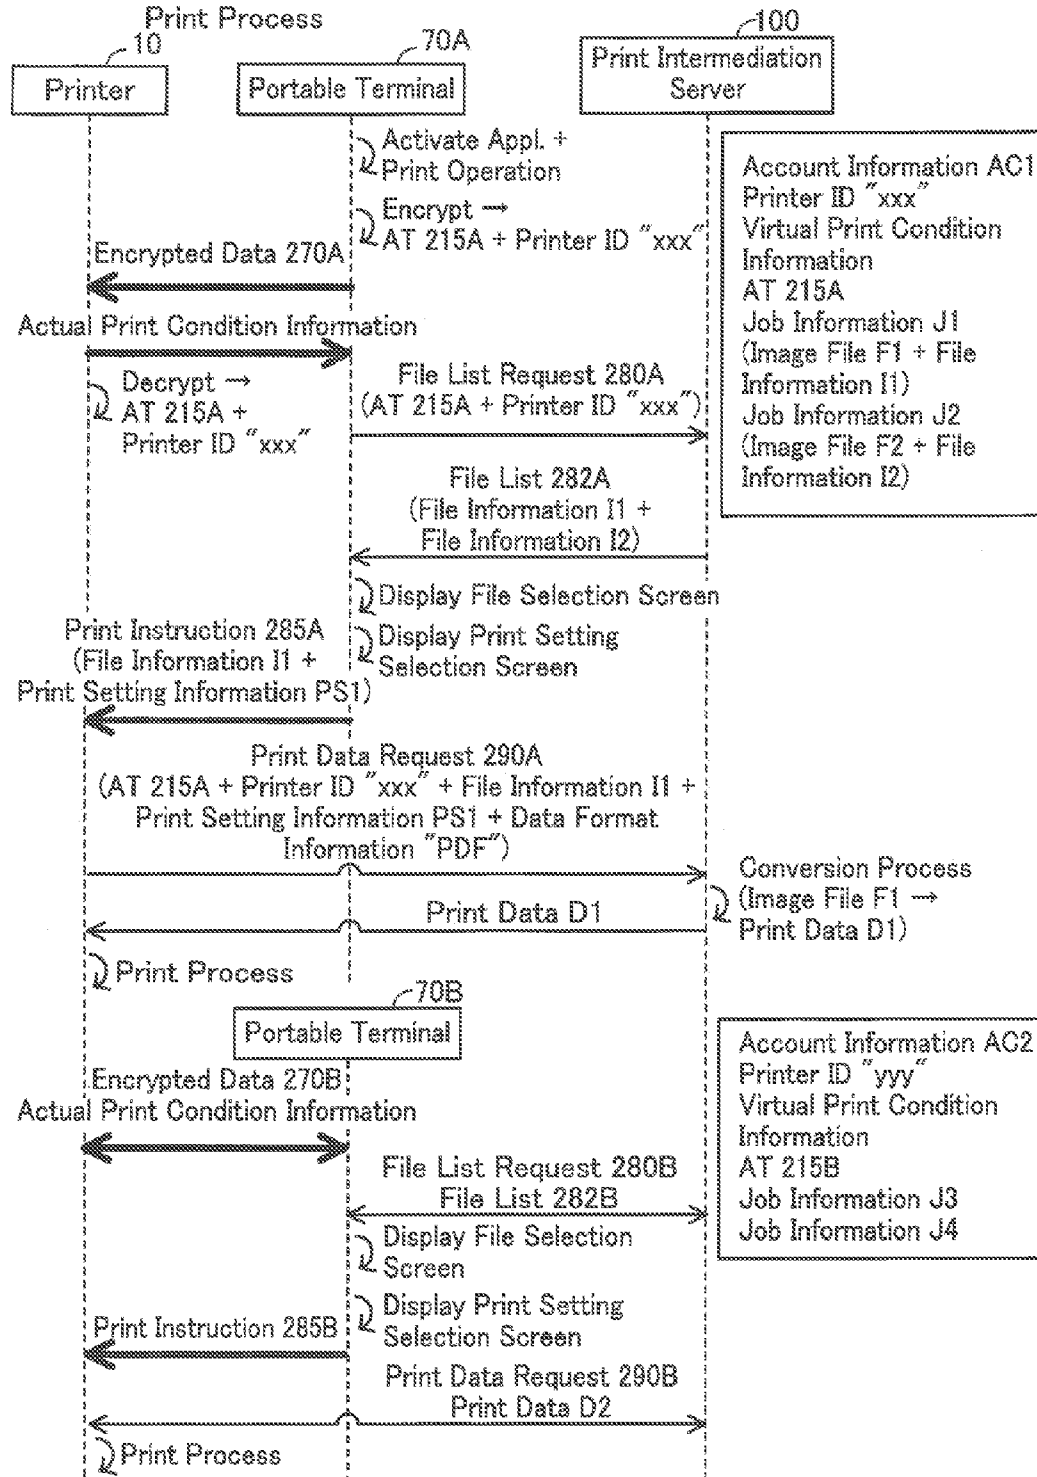 Print Process
10
70A
100
Printer
Portable Terminal
Print Intermediation
Server
Activate Appl. +
Print Operation
Encrypt →
AT 215A + Printer ID "xxx"
Account Information AC1
Printer ID "xxx"
Virtual Print Condition
Information
AT 215A
Job Information J1
(Image File F1 + File
Information I1)
Job Information J2
(Image File F2 + File
Information I2)
Encrypted Data 270A
Actual Print Condition Information
Decrypt →
AT 215A +
Printer ID "xxx"
File List Request 280A
(AT 215A + Printer ID "xxx")
File List 282A
(File Information I1 +
File Information I2)
Display File Selection Screen
Display Print Setting
Selection Screen
Print Instruction 285A
(File Information I1 +
Print Setting Information PS1)
Print Data Request 290A
(AT 215A + Printer ID "xxx" + File Information I1 +
Print Setting Information PS1 + Data Format
Information "PDF")
Conversion Process
(Image File F1 →
Print Data D1)
Print Data D1
Print Process
70B
Portable Terminal
Account Information AC2
Printer ID "yyy"
Virtual Print Condition
Information
AT 215B
Job Information J3
Job Information J4
Encrypted Data 270B
Actual Print Condition Information
File List Request 280B
File List 282B
Display File Selection
Screen
Display Print Setting
Selection Screen
Print Instruction 285B
Print Data Request 290B
Print Data D2
Print Process